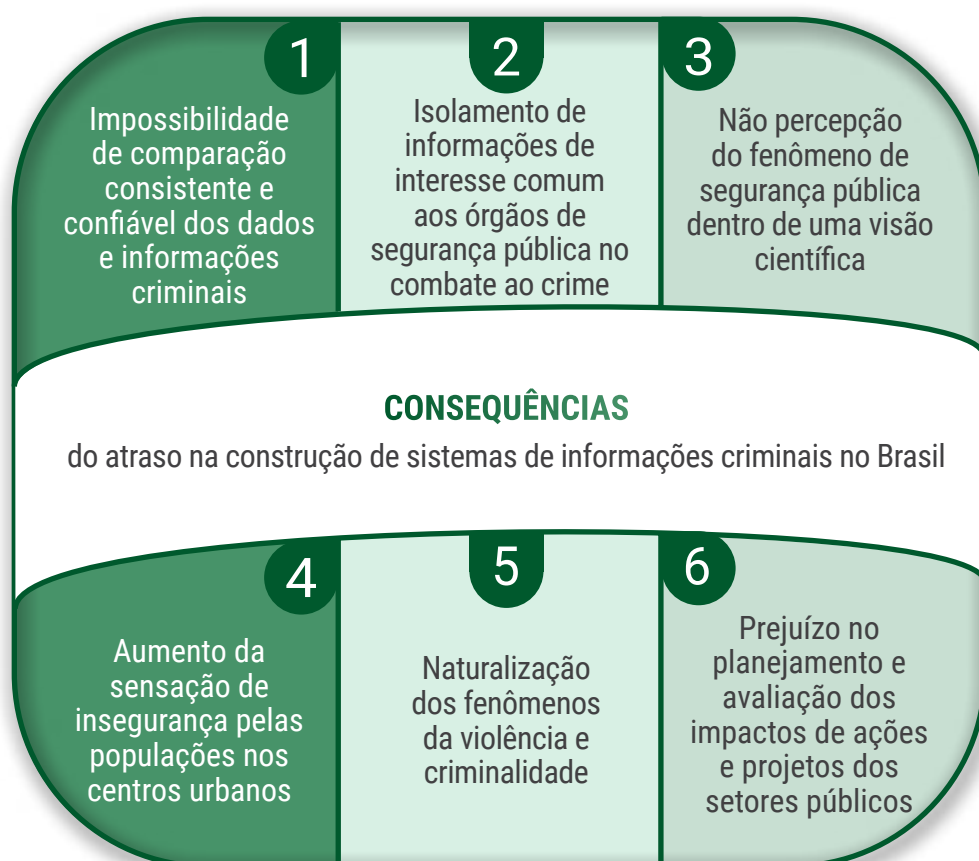 1
Impossibilidade
de comparação
consistente e
confiável dos dados
e informações
criminais
2
Isolamento de
informações de
interesse comum
aos órgãos de
segurança pública no
combate ao crime
3
Não percepção
do fenômeno de
segurança pública
dentro de uma visão
científica
CONSEQUÊNCIAS
do atraso na construção de sistemas de informações criminais no Brasil
4
Aumento da
sensação de
insegurança pelas
populações nos
centros urbanos
5
Naturalização
dos fenômenos
da violência e
criminalidade
6
Prejuízo no
planejamento e
avaliação dos
impactos de ações
e projetos dos
setores públicos